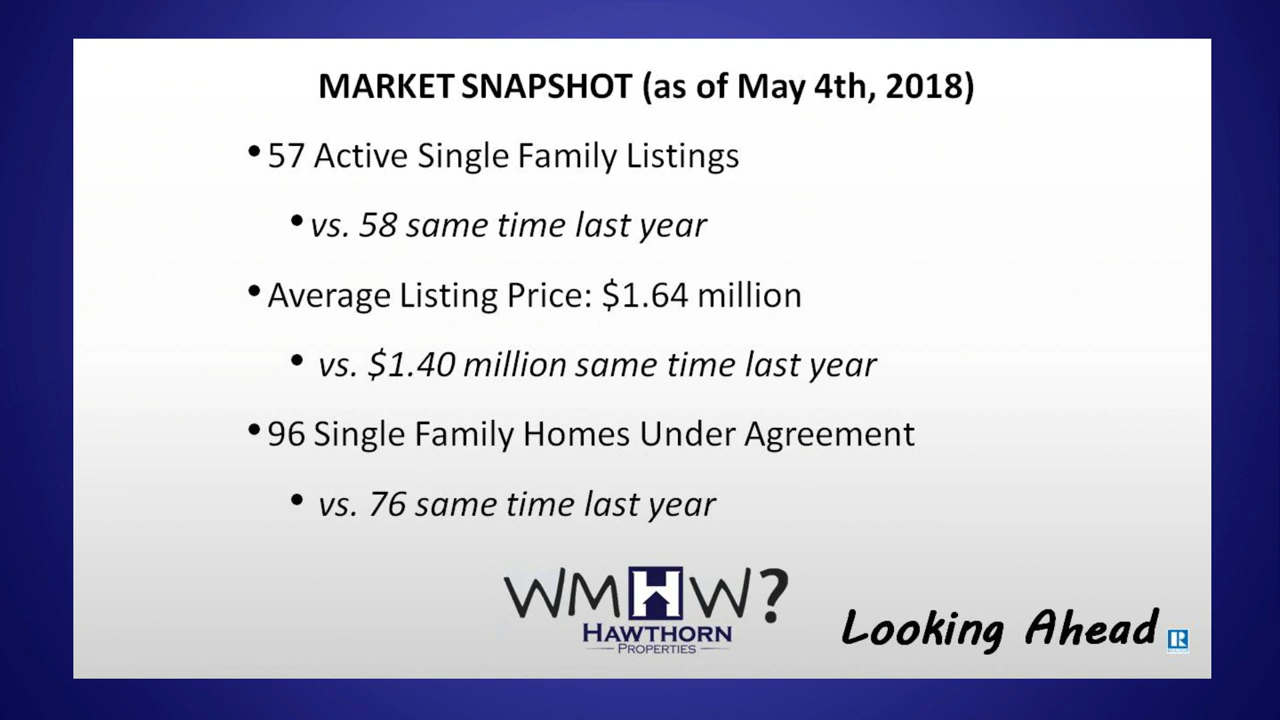 MARKET SNAPSHOT (as of May 4th, 2018)
•57 Active Single Family Listings
•vs. 58 same time last year
•Average Listing Price: $1.64 million
• vs. $1.40 million same time last year
•96 Single Family Homes Under Agreement
• vs. 76 same time last year
WMHW?
HAWTHORN
PROPERTIES
Looking Ahead
R